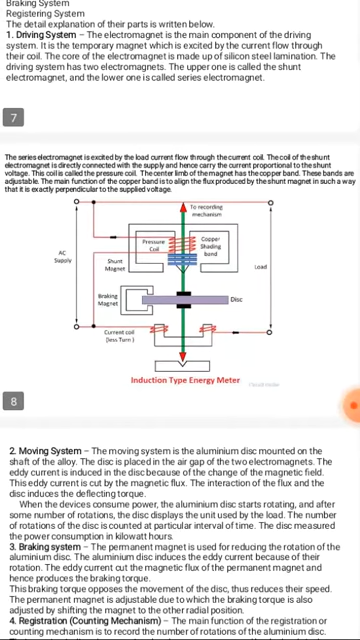 Braking System
Registering System
The detail explanation of their parts is written below.
1. Driving System – The electromagnet is the main component of the driving
system. It is the temporary magnet which is excited by the current flow through
their coil. The core of the electromagnet is made up of silicon steel lamination. The
driving system has two electromagnets. The upper one is called the shunt
electromagnet, and the lower one is called series electromagnet.
7
The series electromagnet is excited by the load current flow through the current coil. The coil of the shunt
electromagnet is directly connected with the supply and hence carry the current proportional to the shunt
voltage. This coil is called the pressure coil. The center limb of the magnet has the copper band. These bands are
adjustable. The main function of the copper band is to align the flux produced by the shunt magnet in such a way
that it is exactly perpendicular to the supplied voltage.
To recording
mechanism
Pressure
Coil
Copper
Shading
band
AC
Supply
Shunt
Magnet
Load
Braking
Magnet
Disc
Current coil
(less Turn )
Induction Type Energy Meter
Circuit Globe
8
2. Moving System – The moving system is the aluminium disc mounted on the
shaft of the alloy. The disc is placed in the air gap of the two electromagnets. The
eddy current is induced in the disc because of the change of the magnetic field.
This eddy current is cut by the magnetic flux. The interaction of the flux and the
disc induces the deflecting torque.
When the devices consume power, the aluminium disc starts rotating, and after
some number of rotations, the disc displays the unit used by the load. The number
of rotations of the disc is counted at particular interval of time. The disc measured
the power consumption in kilowatt hours.
3. Braking system – The permanent magnet is used for reducing the rotation of the
aluminium disc. The aluminium disc induces the eddy current because of their
rotation. The eddy current cut the magnetic flux of the permanent magnet and
hence produces the braking torque.
This braking torque opposes the movement of the disc, thus reduces their speed.
The permanent magnet is adjustable due to which the braking torque is also
adjusted by shifting the magnet to the other radial position.
4. Registration (Counting Mechanism) – The main function of the registration or
counting mechanism is to record the number of rotations of the aluminium disc.